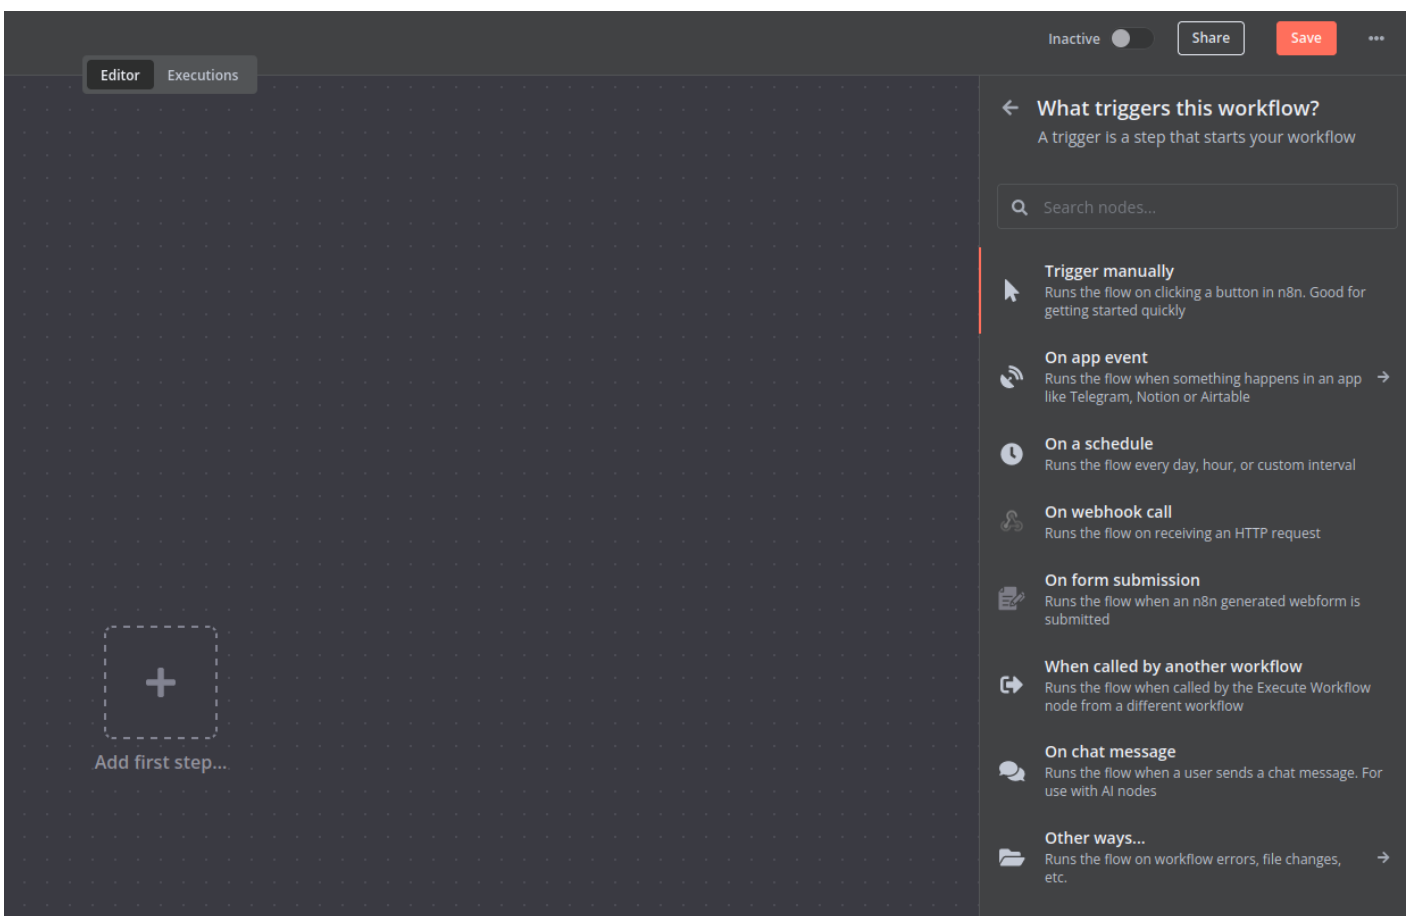 Inactive
Share
Save
Editor
Executions
What triggers this workflow?
A trigger is a step that starts your workflow
Search nodes...
Trigger manually
Runs the flow on clicking a button in n8n. Good for
getting started quickly
On app event
Runs the flow when something happens in an app
like Telegram, Notion or Airtable
On a schedule
Runs the flow every day, hour, or custom interval
On webhook call
Runs the flow on receiving an HTTP request
On form submission
Runs the flow when an n8n generated webform is
submitted
When called by another workflow
Runs the flow when called by the Execute Workflow
node from a different workflow
On chat message
Runs the flow when a user sends a chat message. For
use with AI nodes
Other ways...
Runs the flow on workflow errors, file changes,
etc.
Add first step...